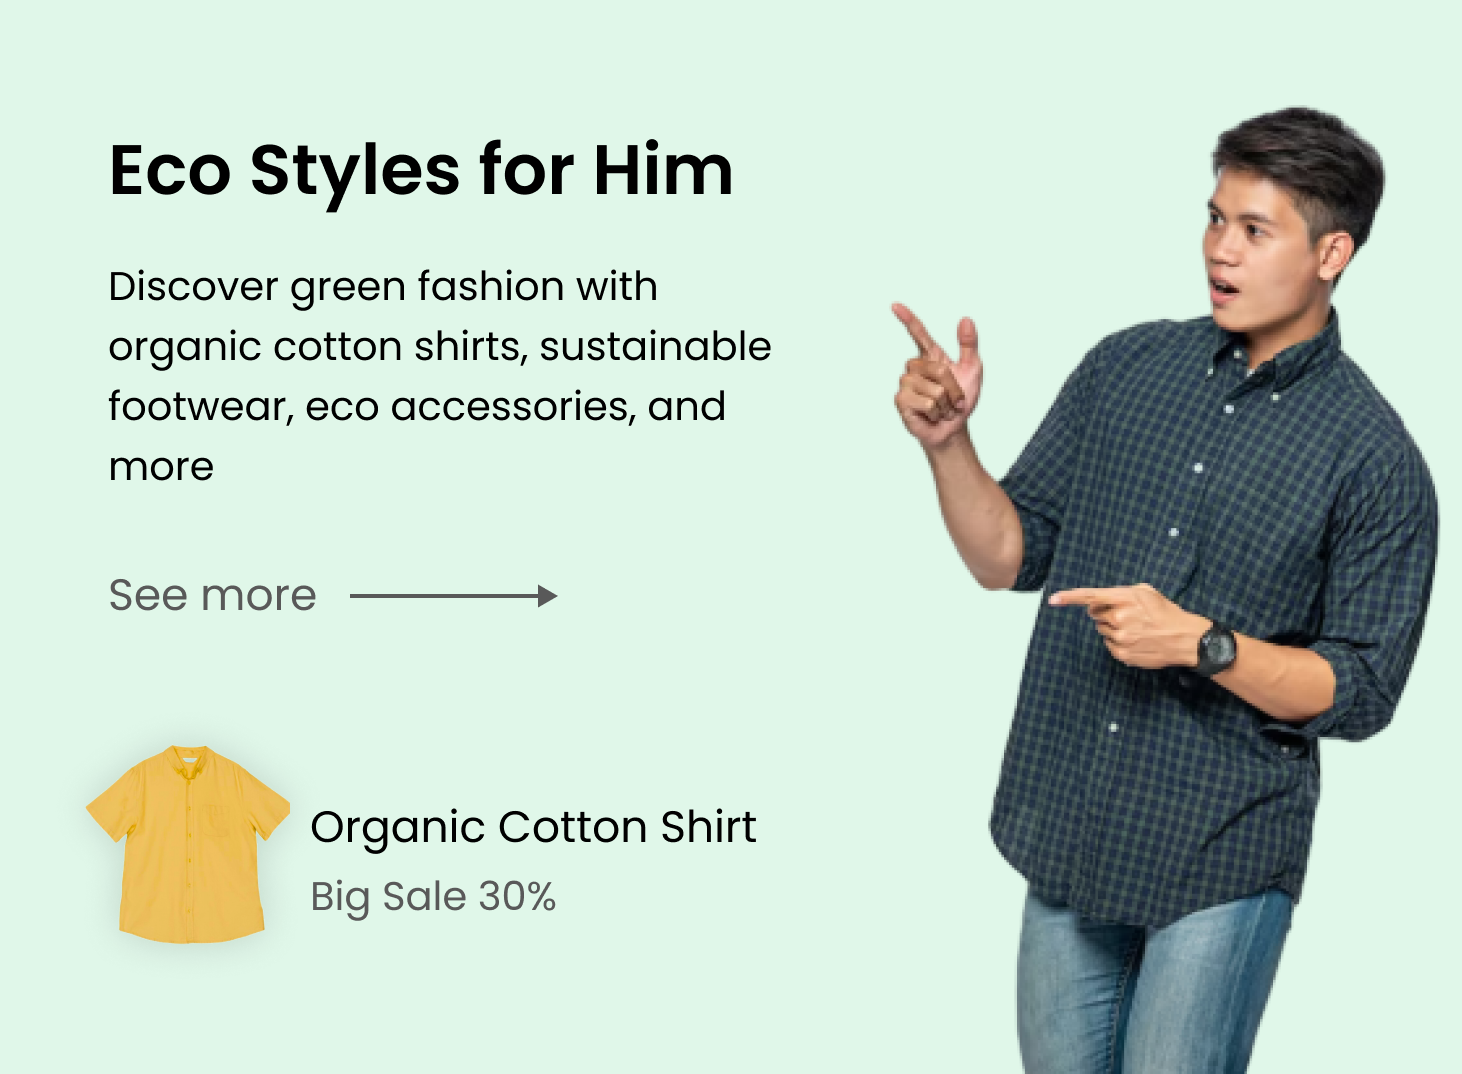 Eco Styles for Him
Discover green fashion with
organic cotton shirts, sustainable
footwear, eco accessories, and
more
See more
Organic Cotton Shirt
Big Sale 30%